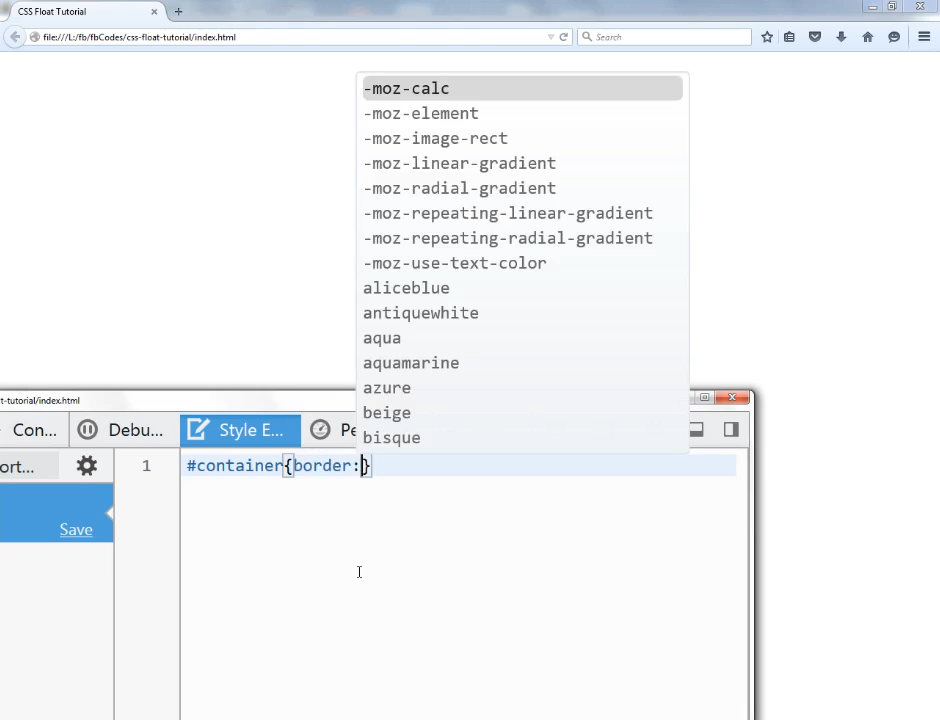 CSS Float Tutorial
file:///L:/fb/fbCodes/css-float-tutorial/index.html
Search
-moz-calc
-moz-element
-moz-image-rect
-moz-linear-gradient
-moz-radial-gradient
-moz-repeating-linear-gradient
-moz-repeating-radial-gradient
-moz-use-text-color
aliceblue
antiquewhite
aqua
aquamarine
azure
beige
bisque
t-tutorial/index.html
Con... Debu... Style E... Pe
ort... 1 #container{border:}
Save